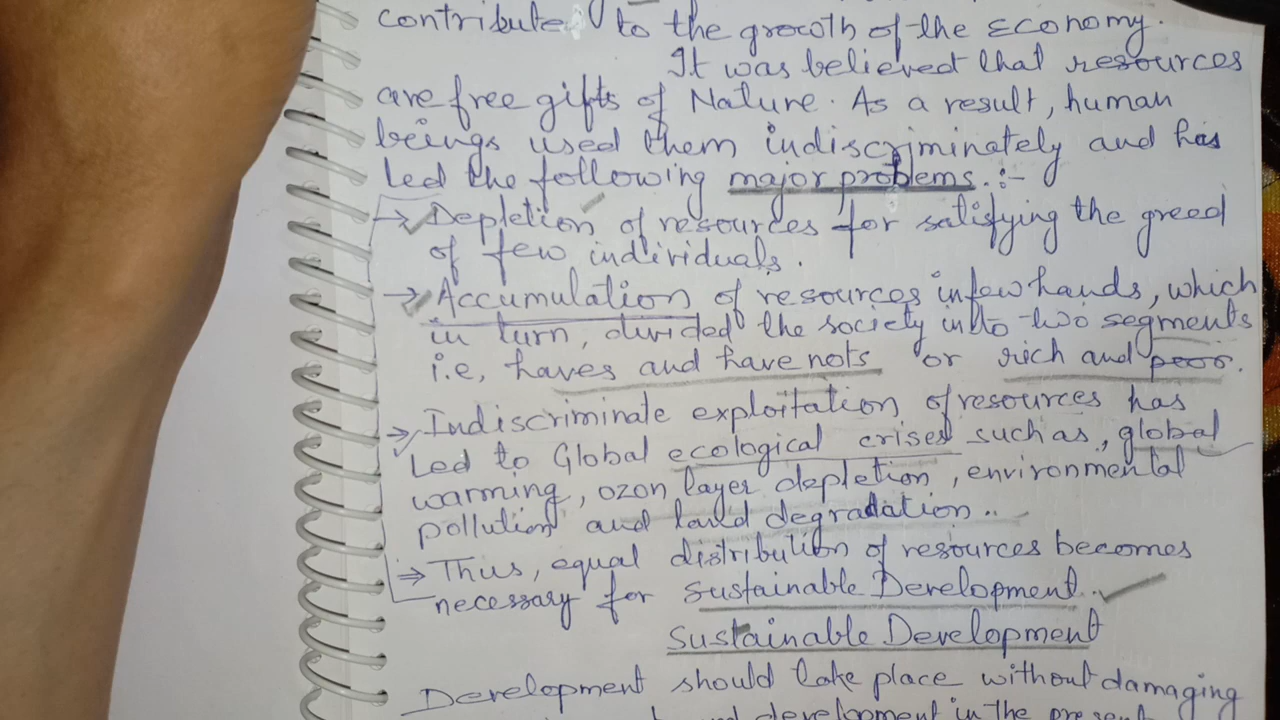 contribute to the growth of the Economy.
It was believed that resources
are free gifts of Nature. As a result, human
beings used them indiscriminately and has
led the following major problems. :-
→ Depletion of resources for satisfying the greed
of few individuals.
→ Accumulation of resources in few hands, which
in turn, divided the society into two segments
i.e, haves and have nots or rich and poor.
→ Indiscriminate exploitation of resources has
Led to Global ecological crises such as, global
warming, ozon layer depletion, environmental
pollution and land degradation..
⇒ Thus, equal distribution of resources becomes
necessary for Sustainable Development.
Sustainable Development
Development should take place without damaging
development in the present